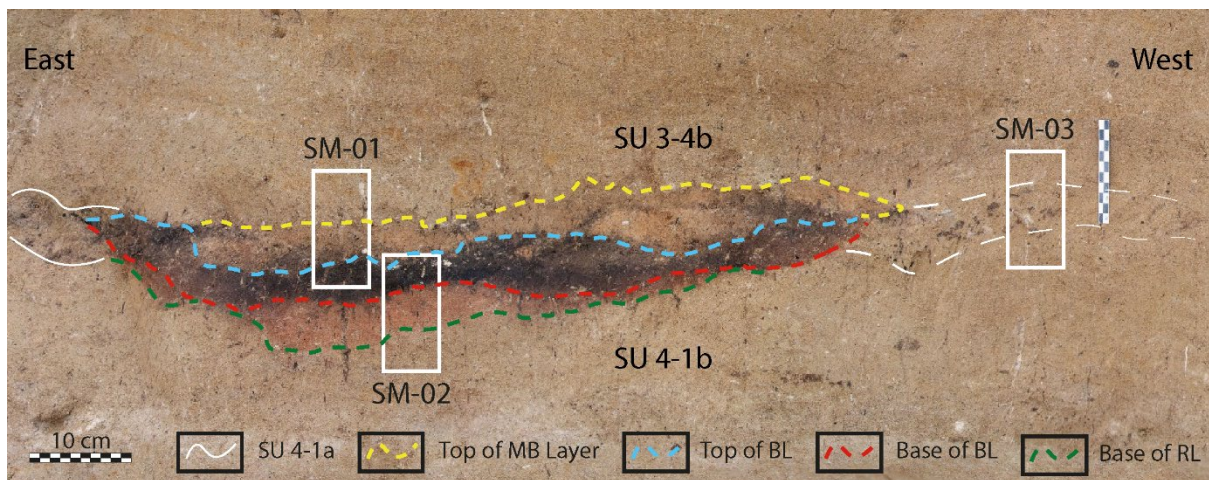 East
West
SU 3-4b
SM-03
SM-01
SU 4-1b
SM-02
10 cm
SU 4-1a
Top of MB Layer
Top of BL
Base of BL
Base of RL